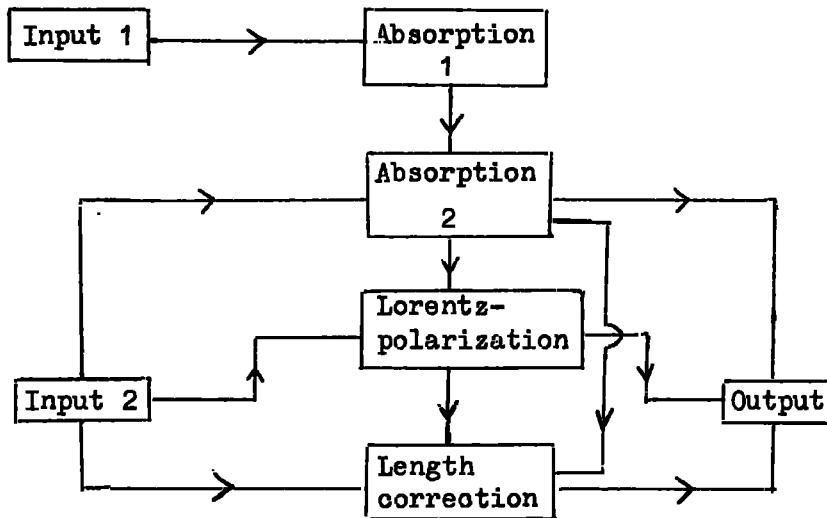 Input 1
Absorption
1
Absorption
2
Lorentz-
polarization
Input 2
Output
Length
correction